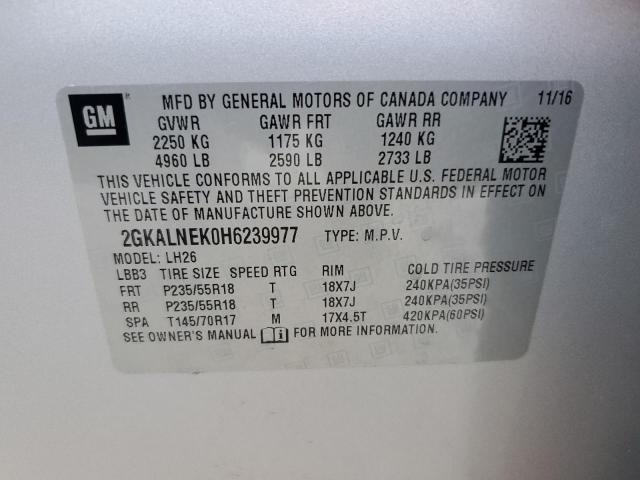 GM ® MFD BY GENERAL MOTORS OF CANADA COMPANY 11/16
GVWR GAWR FRT GAWR RR
2250 KG 1175 KG 1240 KG
4960 LB 2590 LB 2733 LB
THIS VEHICLE CONFORMS TO ALL APPLICABLE U.S. FEDERAL MOTOR
VEHICLE SAFETY AND THEFT PREVENTION STANDARDS IN EFFECT ON
THE DATE OF MANUFACTURE SHOWN ABOVE.
2GKALNEK0H6239977 TYPE: M.P.V.
MODEL: LH26
LBB3 TIRE SIZE SPEED RTG RIM COLD TIRE PRESSURE
FRT P235/55R18 T 18X7J 240KPA(35PSI)
RR P235/55R18 T 18X7J 240KPA(35PSI)
SPA T145/70R17 M 17X4.5T 420KPA(60PSI)
SEE OWNER'S MANUAL FOR MORE INFORMATION.